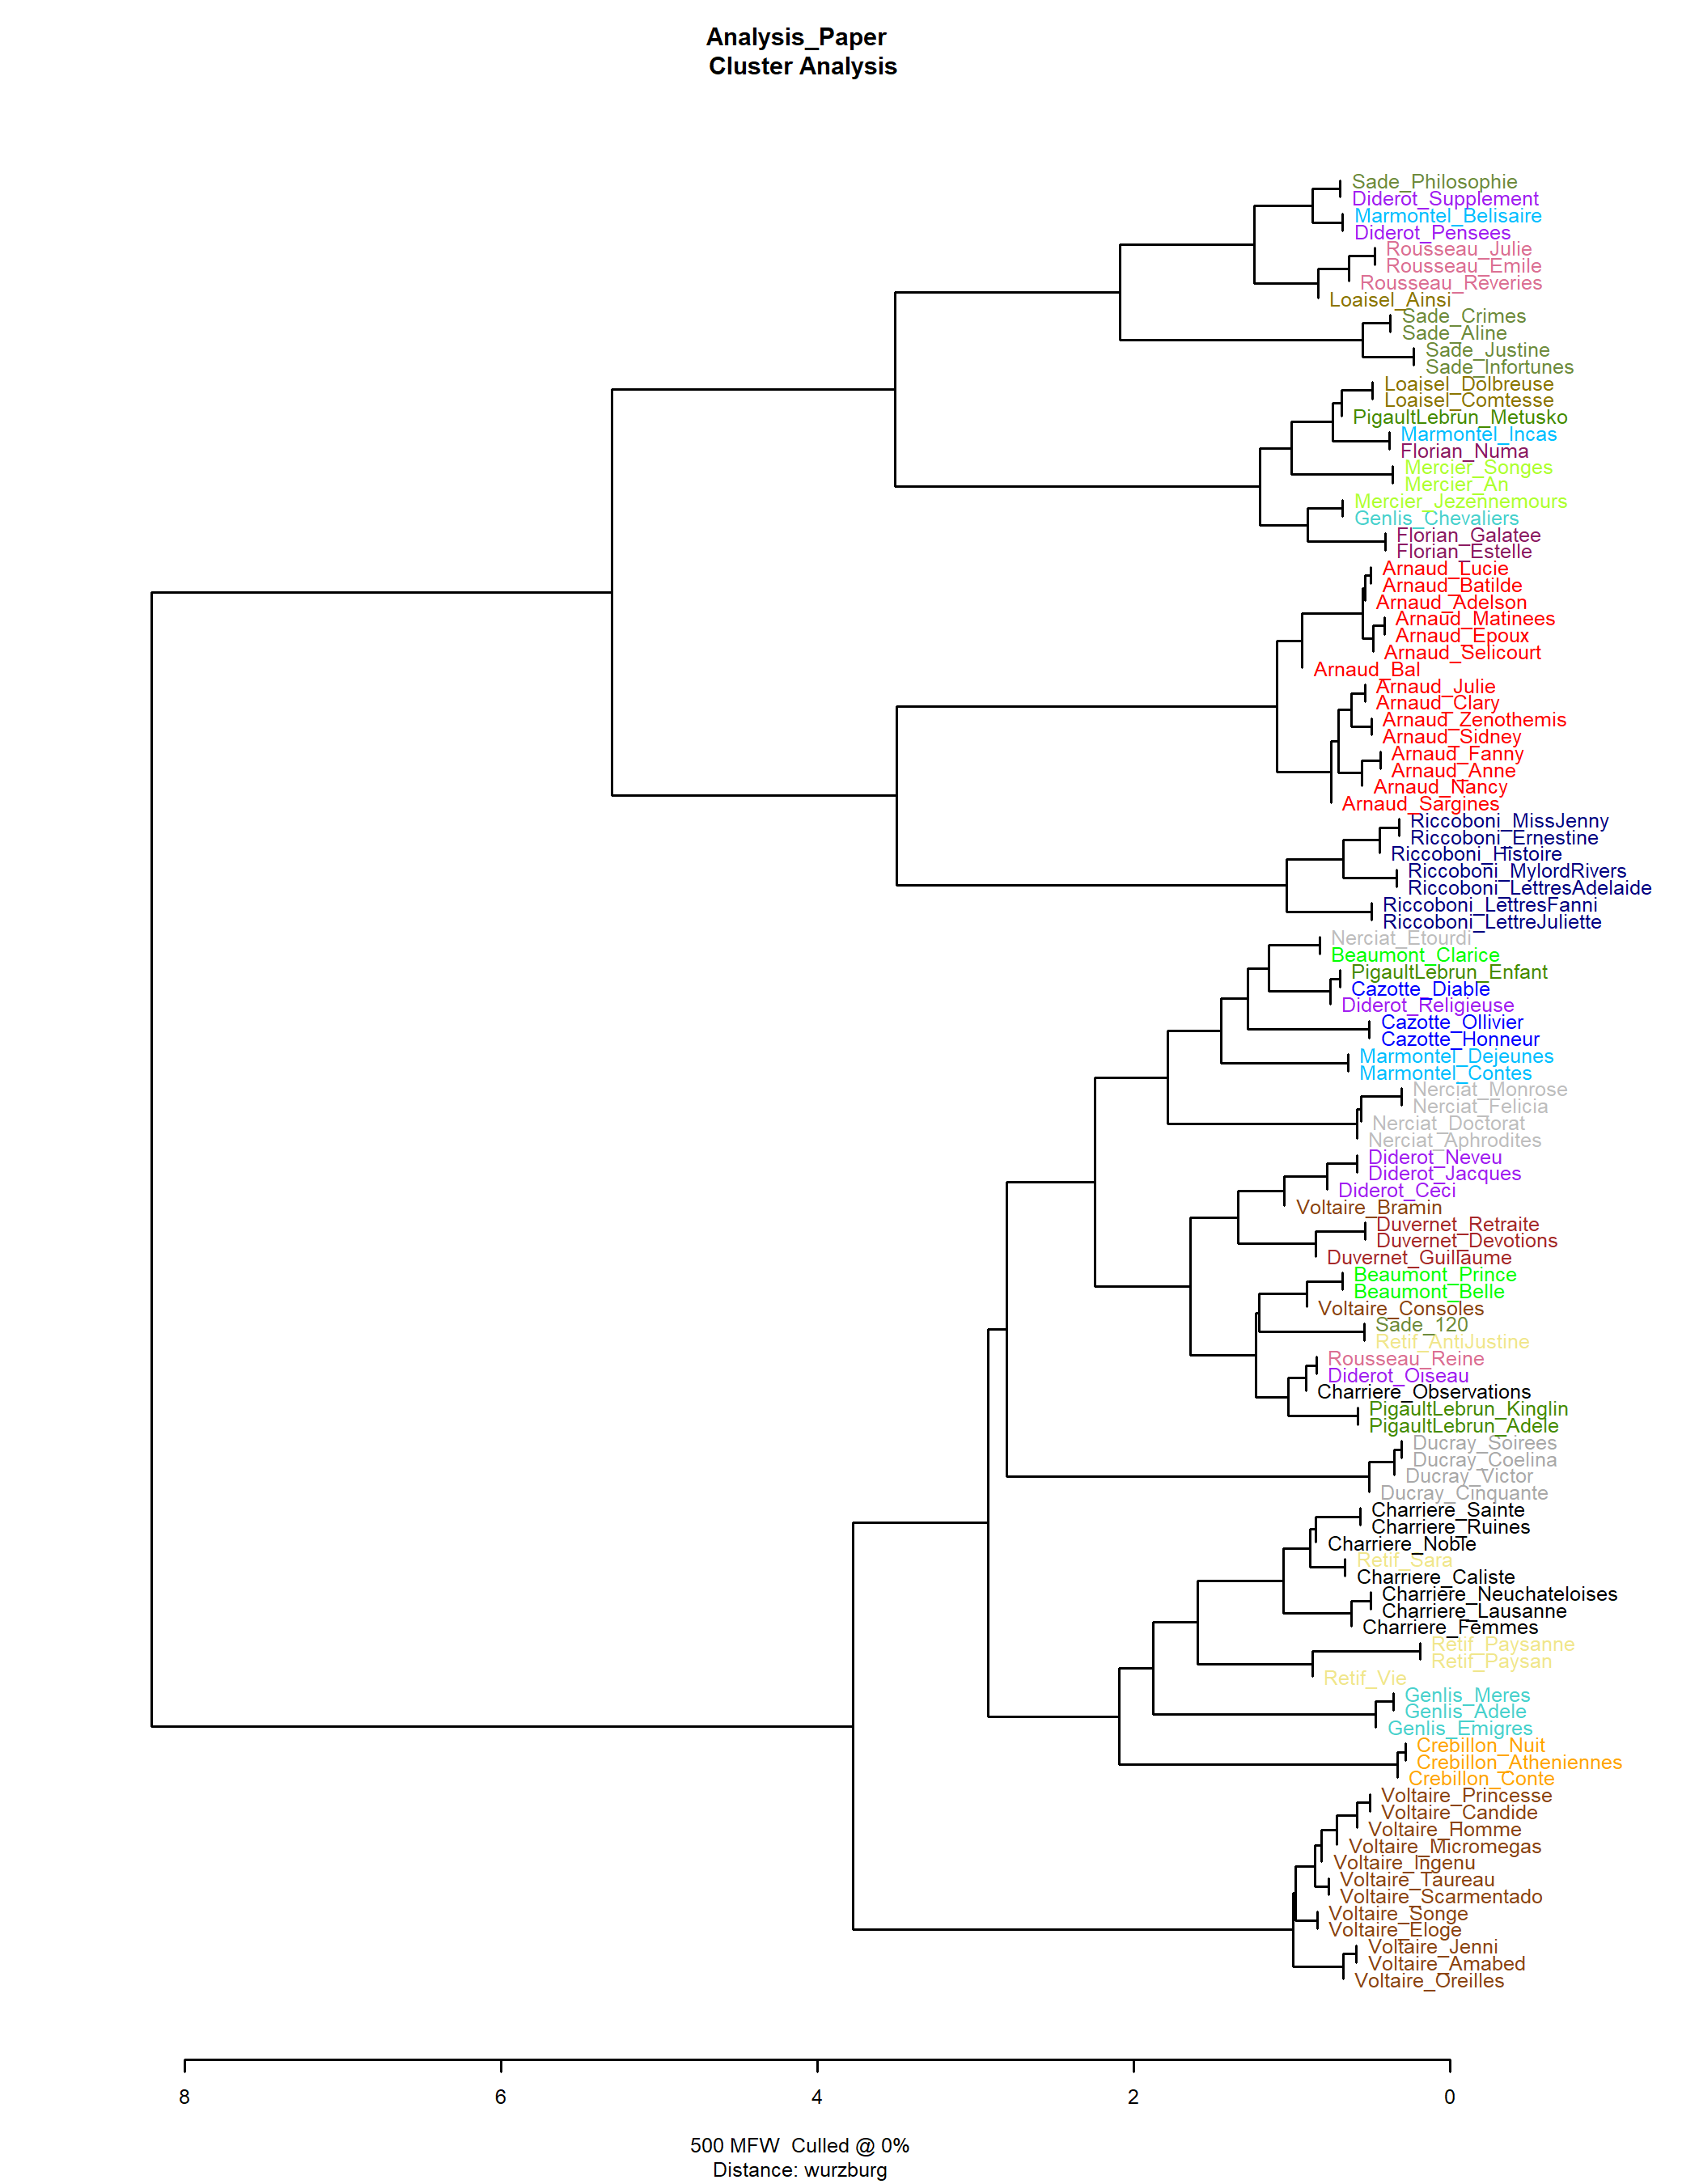 Analysis_Paper
Cluster Analysis
Sade_Philosophie
Diderot_Supplement
Marmontel_Belisaire
Diderot_Pensees
Rousseau_Julie
Rousseau_Emile
Rousseau_Reveries
Loaisel_Ainsi
Sade_Crimes
Sade_Aline
Sade_Justine
Sade_Infortunes
Loaisel_Dolbreuse
Loaisel_Comtesse
PigaultLebrun_Metusko
Marmontel_Incas
Florian_Numa
Mercier_Songes
Mercier_An
Mercier_Jezennemours
Genlis_Chevaliers
Florian_Galatee
Florian_Estelle
Arnaud_Lucie
Arnaud_Batilde
Arnaud_Adelson
Arnaud_Matinees
Arnaud_Epoux
Arnaud_Selicourt
Arnaud_Bal
Arnaud_Julie
Arnaud_Clary
Arnaud_Zenothemis
Arnaud_Sidney
Arnaud_Fanny
Arnaud_Anne
Arnaud_Nancy
Arnaud_Sargines
Riccoboni_MissJenny
Riccoboni_Ernestine
Riccoboni_Histoire
Riccoboni_MylordRivers
Riccoboni_LettresAdelaide
Riccoboni_LettresFanni
Riccoboni_LettreJuliette
Nerciat_Etourdi
Beaumont_Clarice
PigaultLebrun_Enfant
Cazotte_Diable
Diderot_Religieuse
Cazotte_Ollivier
Cazotte_Honneur
Marmontel_Dejeunes
Marmontel_Contes
Nerciat_Monrose
Nerciat_Felicia
Nerciat_Doctorat
Nerciat_Aphrodites
Diderot_Neveu
Diderot_Jacques
Diderot_Ceci
Voltaire_Bramin
Duvernet_Retraite
Duvernet_Devotions
Duvernet_Guillaume
Beaumont_Prince
Beaumont_Belle
Voltaire_Consoles
Sade_120
Retif_AntiJustine
Rousseau_Reine
Diderot_Oiseau
Charriere_Observations
PigaultLebrun_Kinglin
PigaultLebrun_Adele
Ducray_Soirees
Ducray_Coelina
Ducray_Victor
Ducray_Cinquante
Charriere_Sainte
Charriere_Ruines
Charriere_Noble
Retif_Sara
Charriere_Caliste
Charriere_Neuchateloises
Charriere_Lausanne
Charriere_Femmes
Retif_Paysanne
Retif_Paysan
Retif_Vie
Genlis_Meres
Genlis_Adele
Genlis_Emigres
Crebillon_Nuit
Crebillon_Atheniennes
Crebillon_Conte
Voltaire_Princesse
Voltaire_Candide
Voltaire_Homme
Voltaire_Micromegas
Voltaire_Ingenu
Voltaire_Taureau
Voltaire_Scarmentado
Voltaire_Songe
Voltaire_Eloge
Voltaire_Jenni
Voltaire_Amabed
Voltaire_Oreilles
8 6 4 2 0
500 MFW Culled @ 0%
Distance: wurzburg